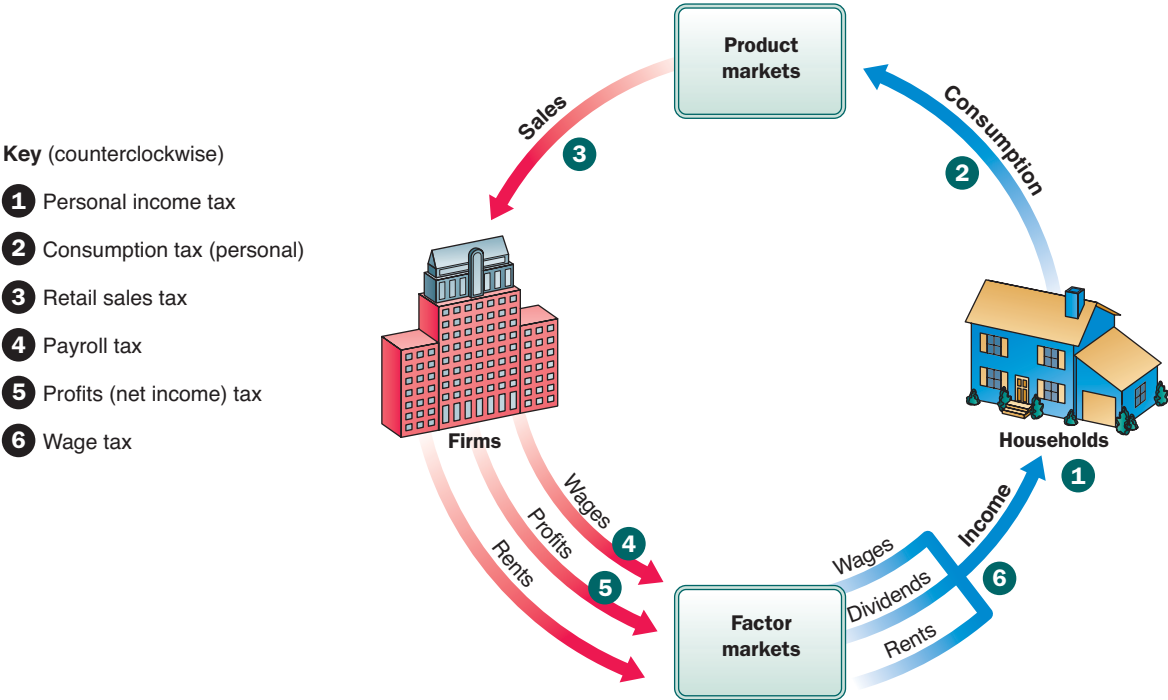 Product
markets
Sales
3
Consumption
2
Key (counterclockwise)
1 Personal income tax
2 Consumption tax (personal)
3 Retail sales tax
4 Payroll tax
5 Profits (net income) tax
6 Wage tax
Firms
Households
1
Wages
4
Profits
5
Rents
Income
6
Wages
Dividends
Rents
Factor
markets